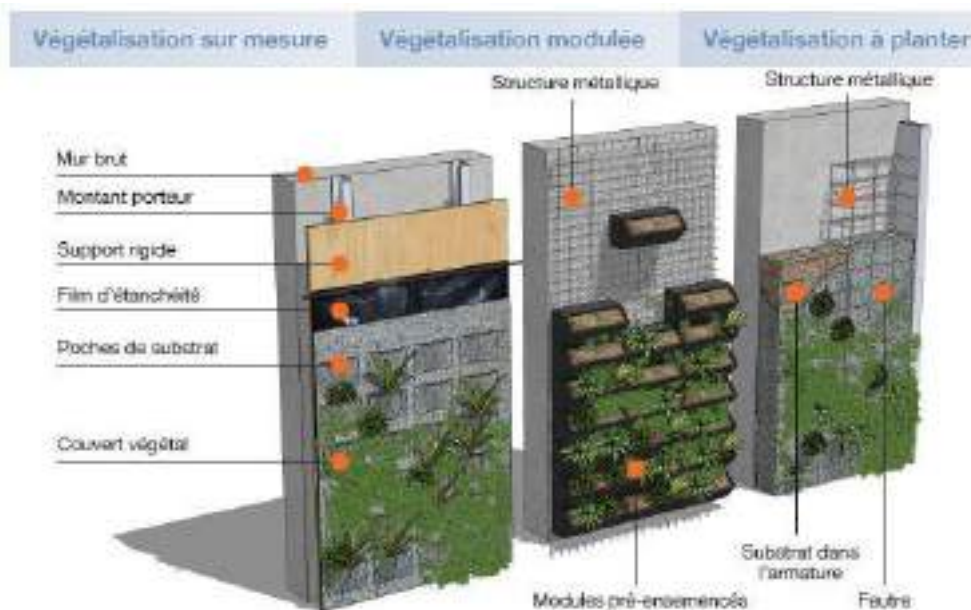 Végétalisation sur mesure
Végétalisation modulée
Végétalisation à planter
Structure métallique
Structure métallique
Mur brut
Montant porteur
Support rigide
Film d'étanchéité
Poches de substrat
Couvert végétal
Substrat dans
l'armature
Modules pré-ensemencés
Feutre